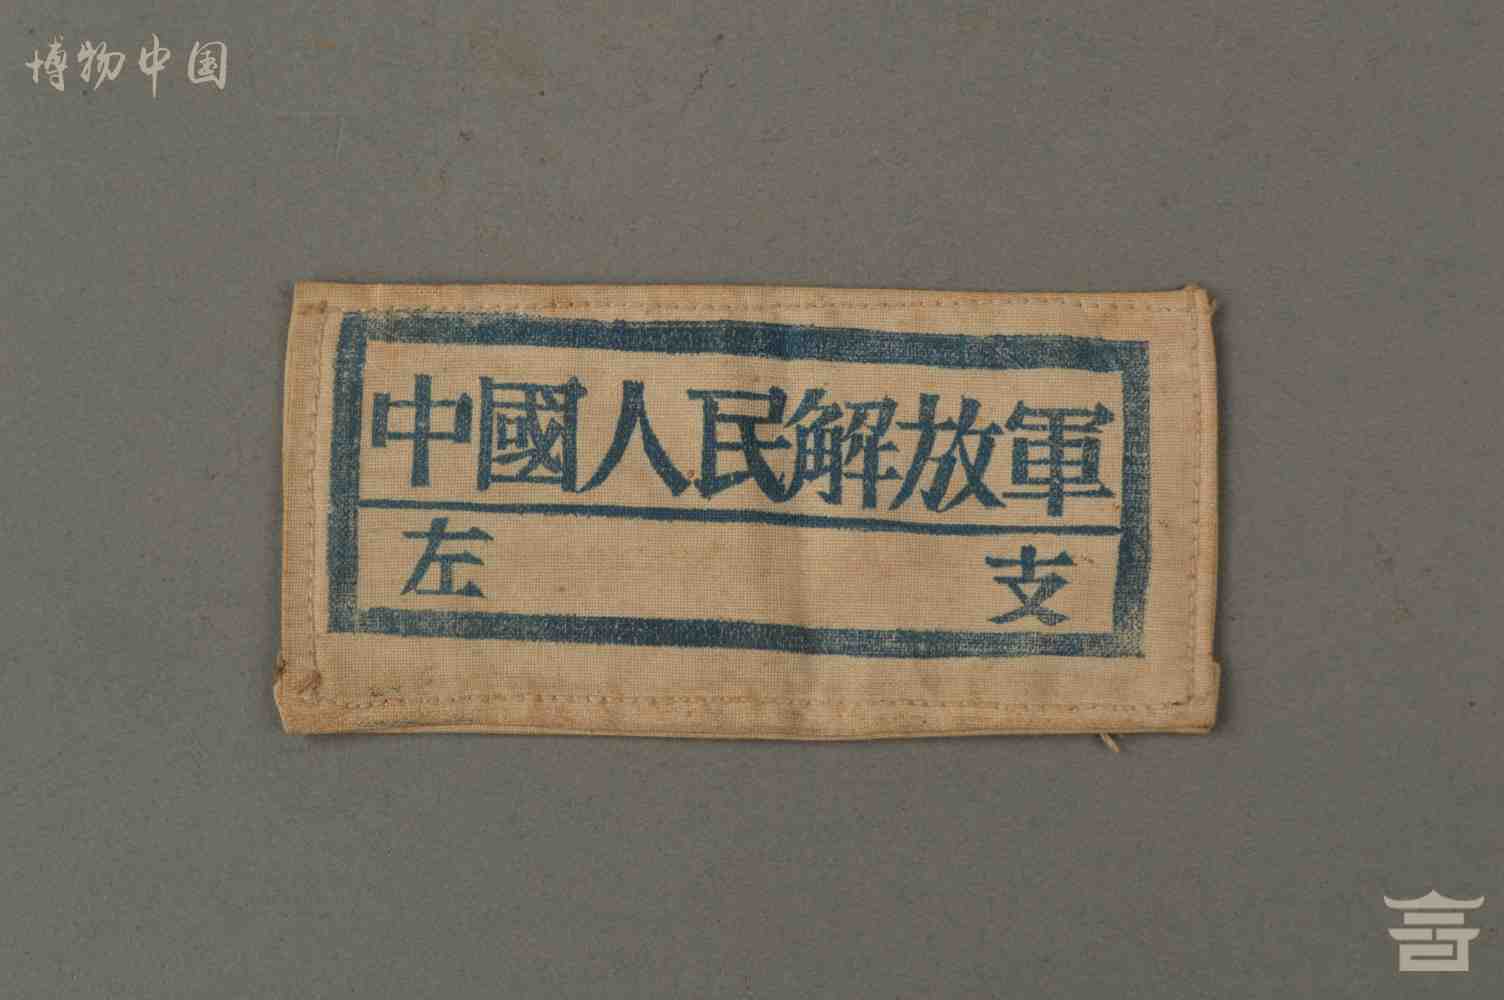 博物中国
中國人民解放軍
左 支